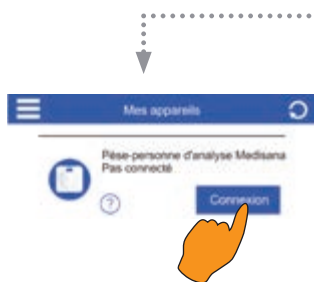 Mes appareils
Pèse-personne d'analyse Medisana
Pas connecté
?
Connexion